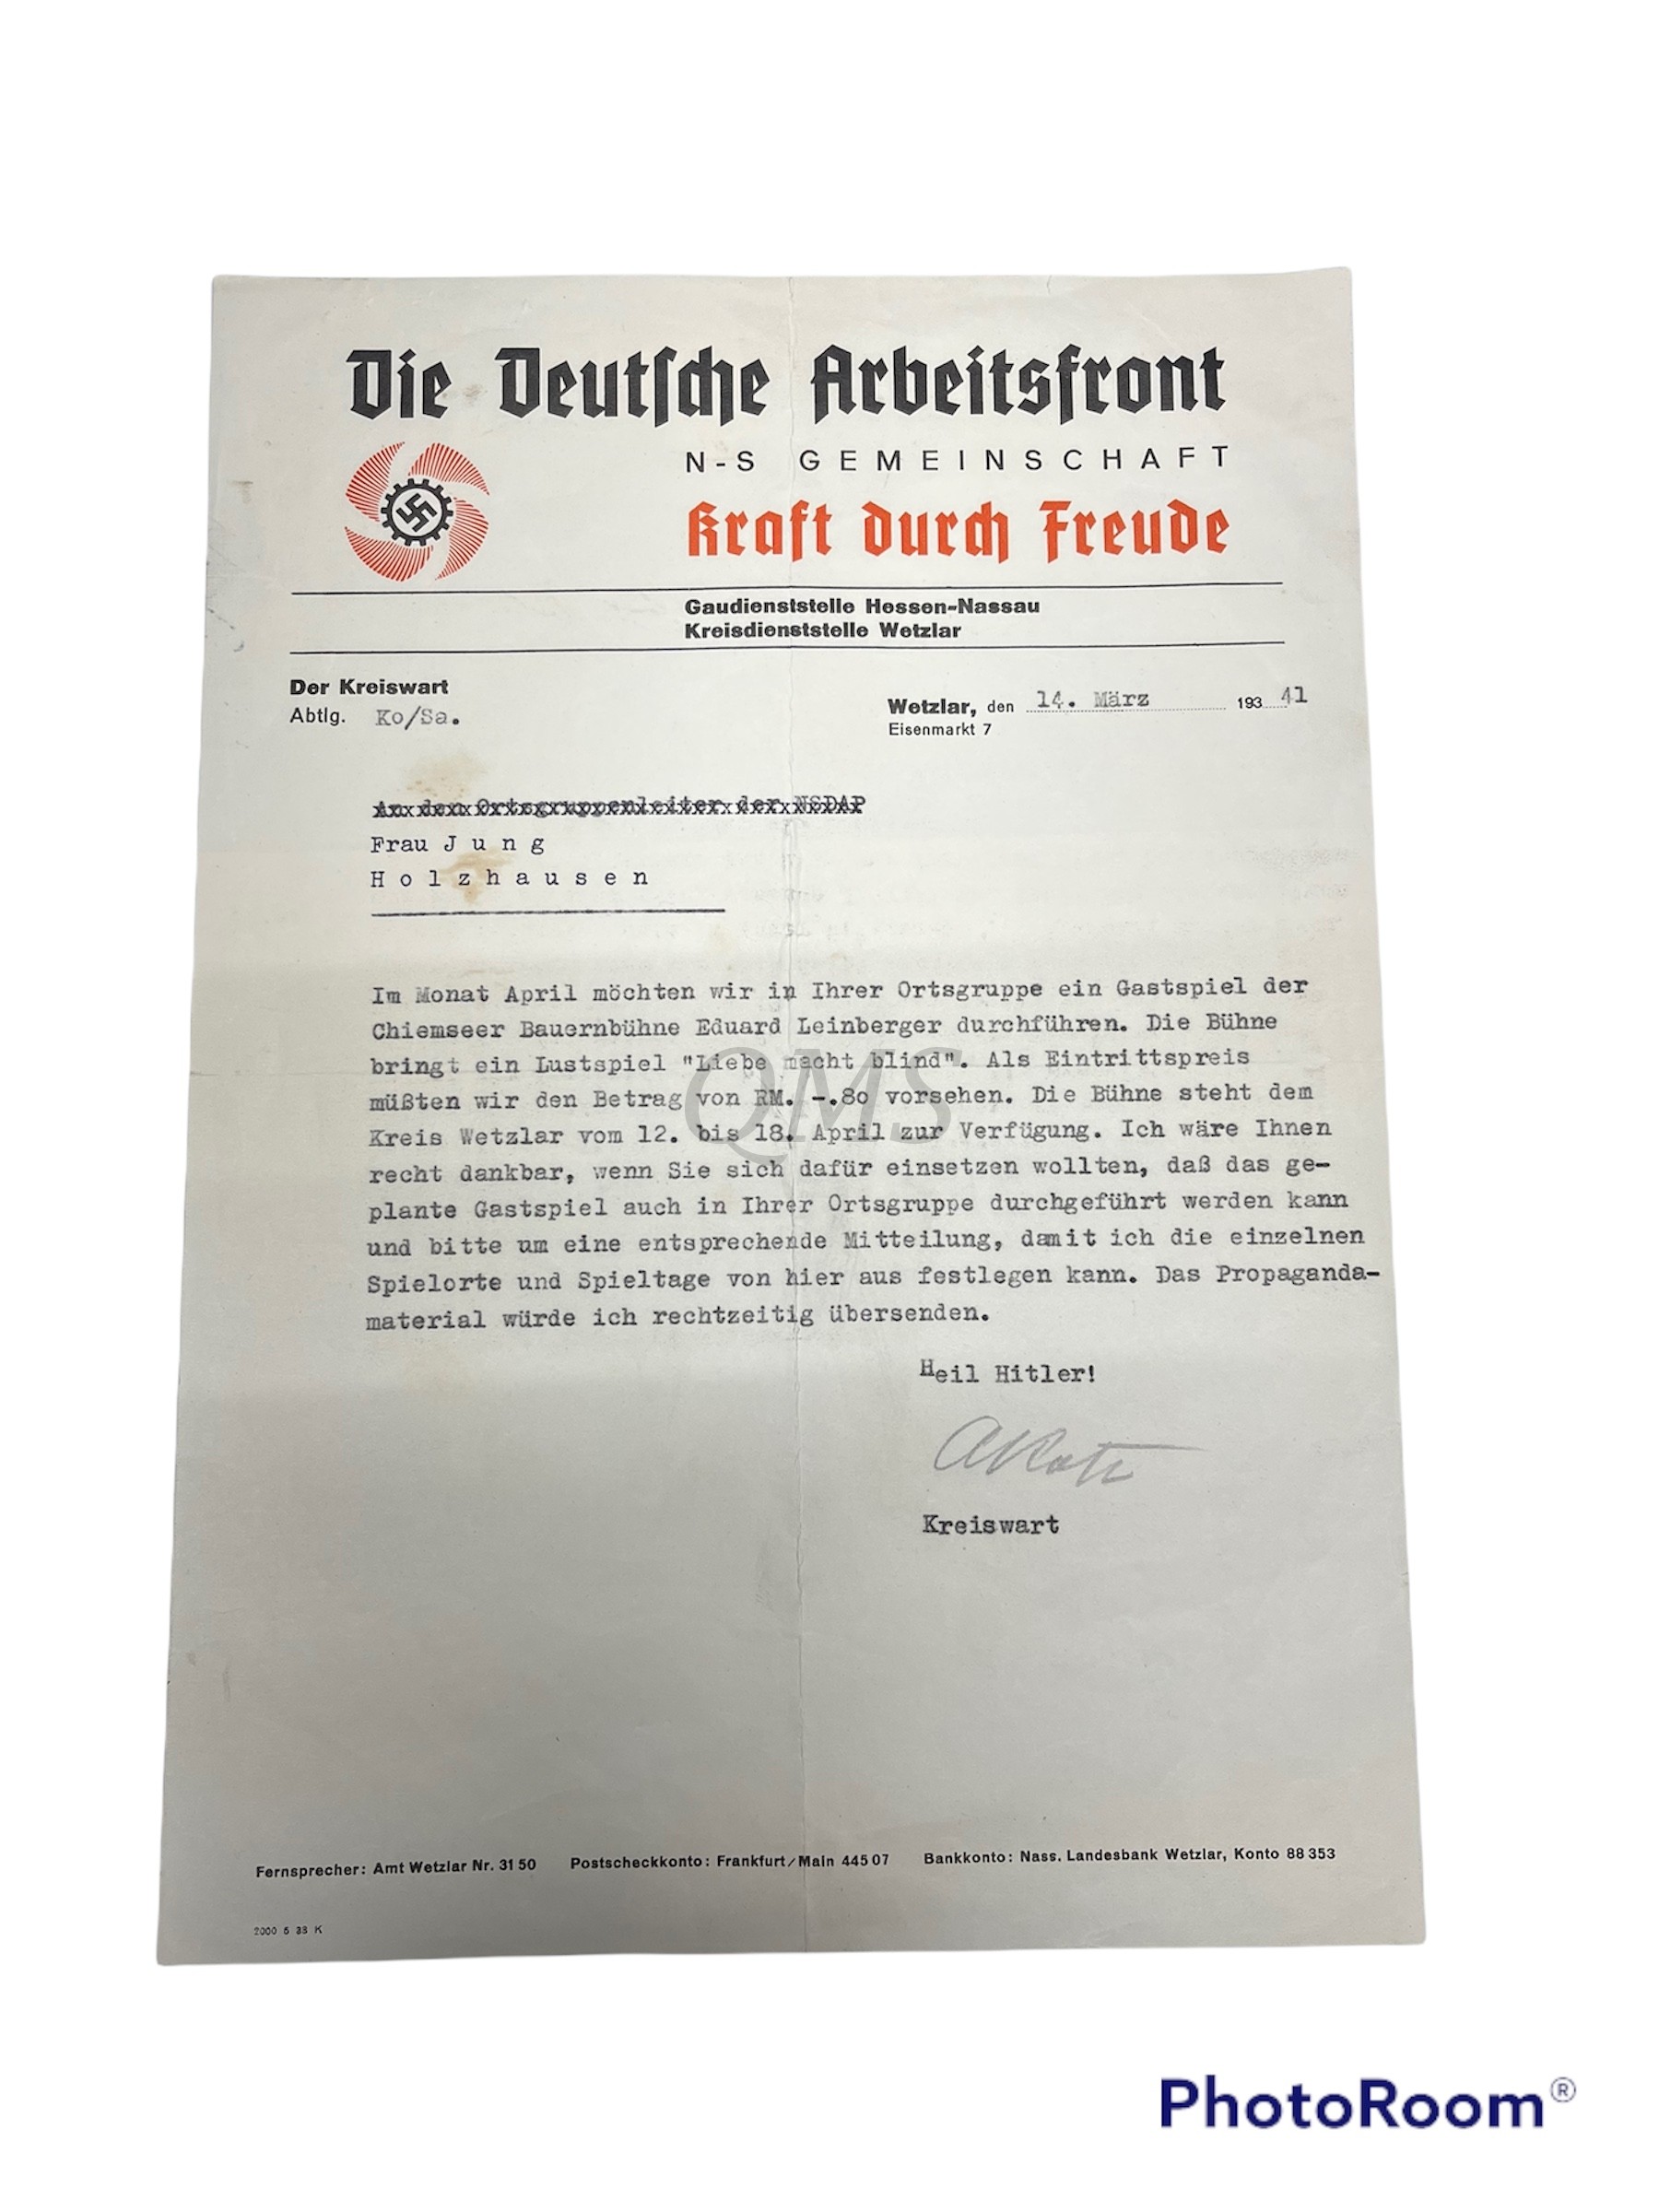 Die Deutsche Arbeitsfront
N-S GEMEINSCHAFT
Kraft durch Freude
Gaudienststelle Hessen-Nassau
Kreisdienststelle Wetzlar
Der Kreiswart
Abtlg. Ko/Sa.
Wetzlar, den 14. März 193 41
Eisenmarkt 7
An den Ortsgruppenleiter der NSDAP
Frau J u n g
H o l z h a u s e n
Im Monat April möchten wir in Ihrer Ortsgruppe ein Gastspiel der
Chiemseer Bauernbühne Eduard Leinberger durchführen. Die Bühne
bringt ein Lustspiel "Liebe macht blind". Als Eintrittspreis
müßten wir den Betrag von RM. -.80 vorsehen. Die Bühne steht dem
Kreis Wetzlar vom 12. bis 18. April zur Verfügung. Ich wäre Ihnen
recht dankbar, wenn Sie sich dafür einsetzen wollten, daß das ge-
plante Gastspiel auch in Ihrer Ortsgruppe durchgeführt werden kann
und bitte um eine entsprechende Mitteilung, damit ich die einzelnen
Spielorte und Spieltage von hier aus festlegen kann. Das Propaganda-
material würde ich rechtzeitig übersenden.
QMS
Heil Hitler!
Kreiswart
Fernsprecher: Amt Wetzlar Nr. 31 50 Postscheckkonto: Frankfurt/Main 445 07 Bankkonto: Nass. Landesbank Wetzlar, Konto 88 353
2000 5 38 K
PhotoRoom®